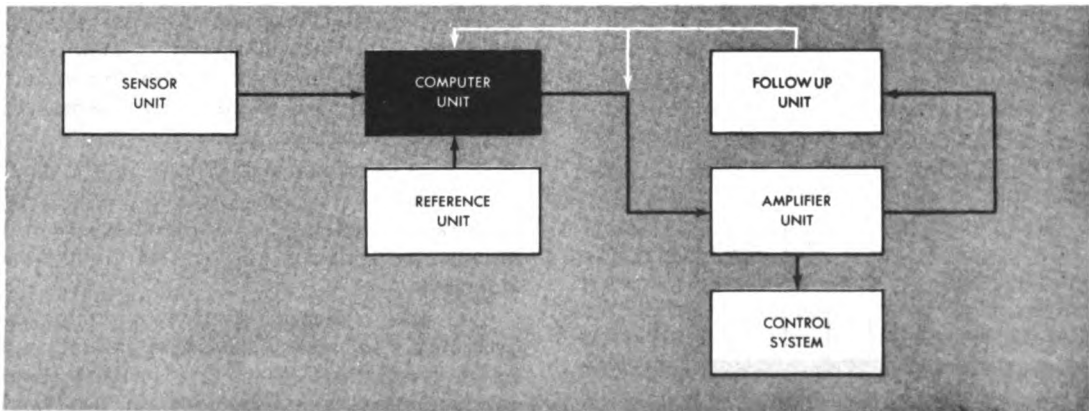 SENSOR
UNIT
COMPUTER
UNIT
FOLLOW UP
UNIT
REFERENCE
UNIT
AMPLIFIER
UNIT
CONTROL
SYSTEM